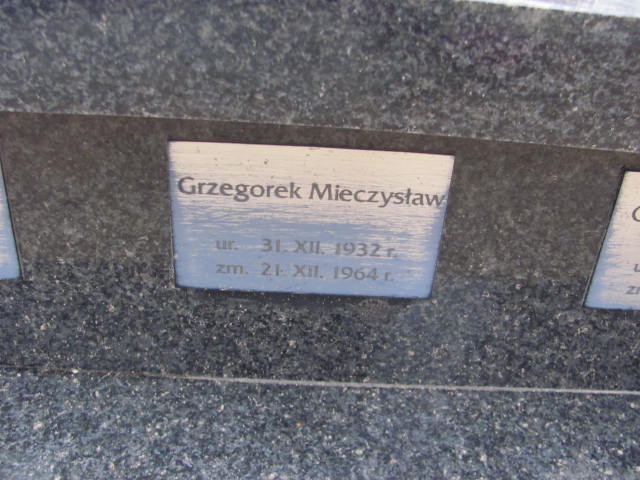 Grzegorek Mieczysław
ur. 31. XII. 1932 r.
zm. 21. XII. 1964 r.